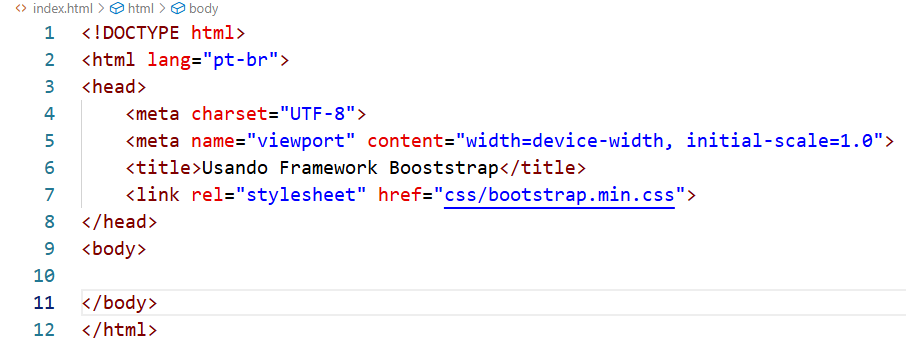 index.html > html > body
1 <!DOCTYPE html>
2 <html lang="pt-br">
3 <head>
4 <meta charset="UTF-8">
5 <meta name="viewport" content="width=device-width, initial-scale=1.0">
6 <title>Usando Framework Booststrap</title>
7 <link rel="stylesheet" href="css/bootstrap.min.css">
8 </head>
9 <body>
10
11 </body>
12 </html>